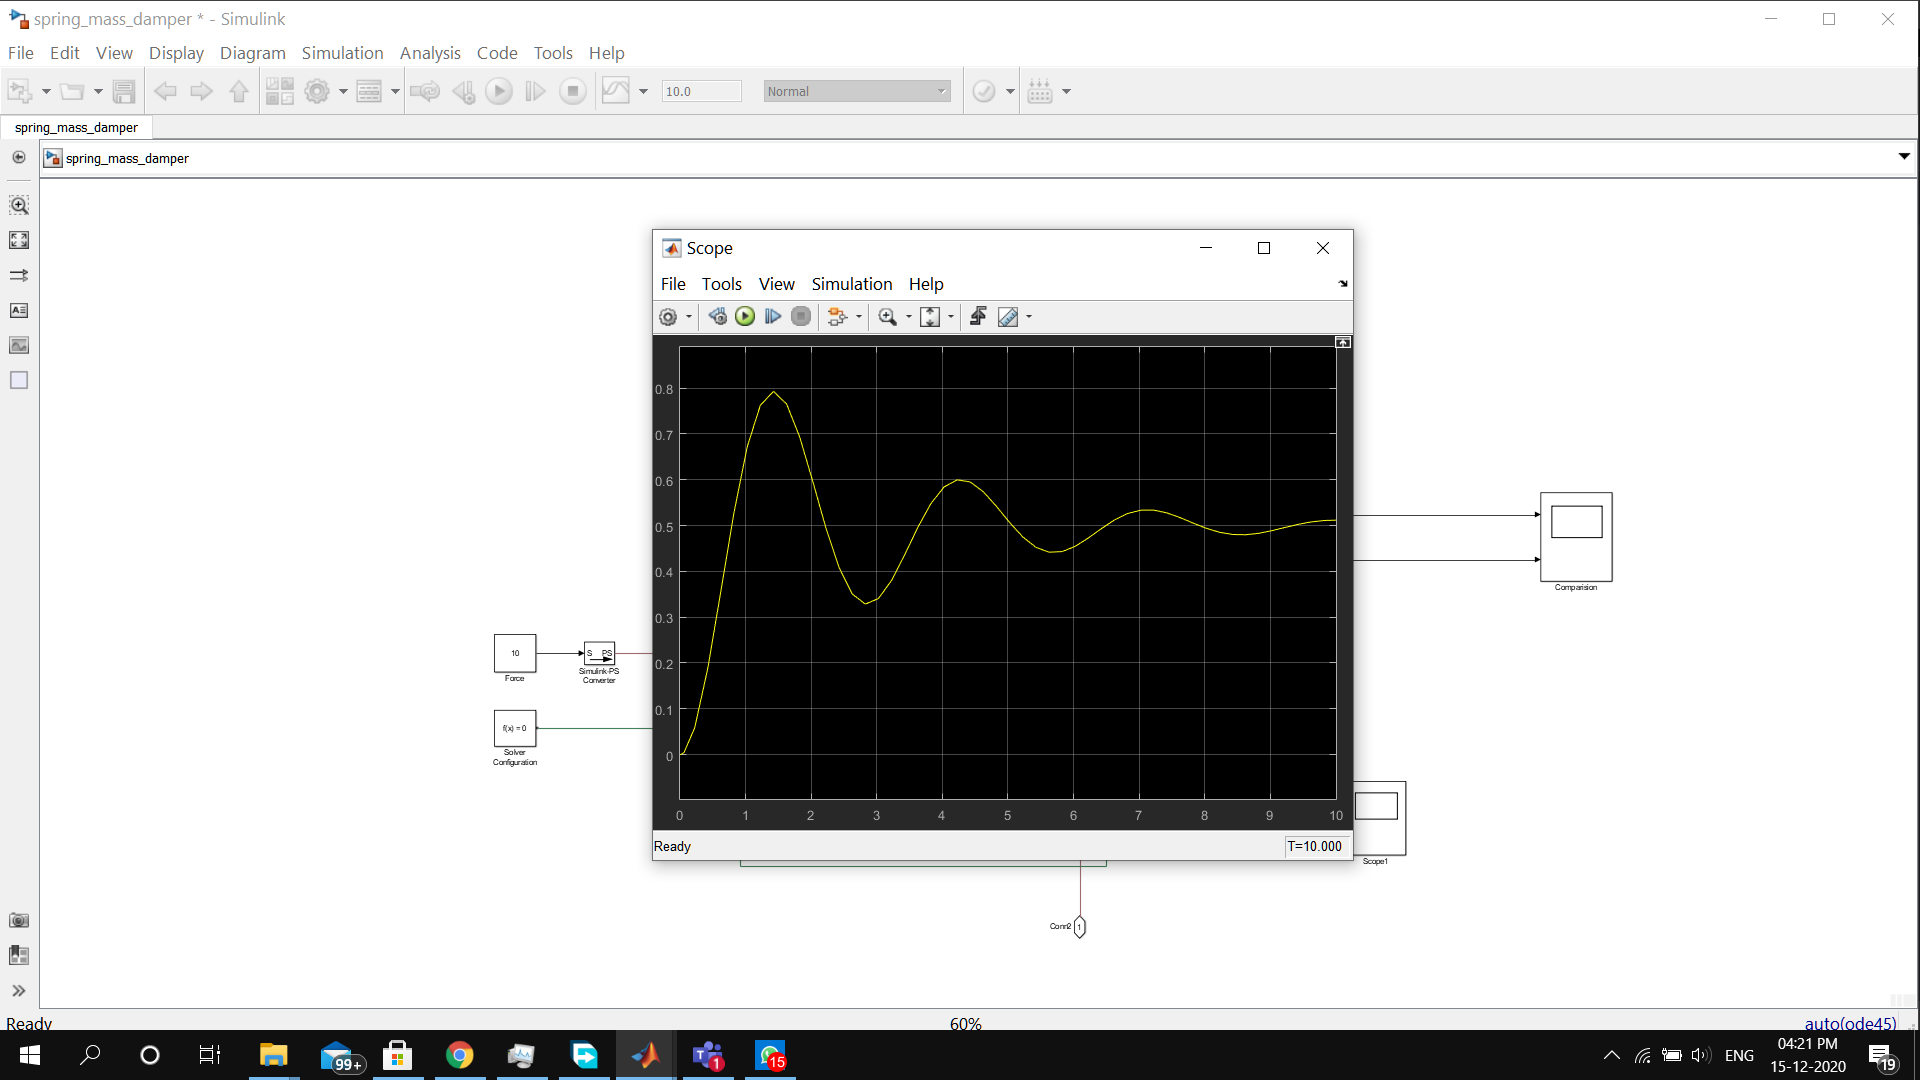 spring_mass_damper * - Simulink
File Edit View Display Diagram Simulation Analysis Code Tools Help
10.0 Normal
spring_mass_damper
spring_mass_damper
Scope
File Tools View Simulation Help
0.8
0.7
0.6
0.5
0.4
0.3
0.2
0.1
0
0 1 2 3 4 5 6 7 8 9 10
Ready T=10.000
Comparision
10
Force
S PS
Simulink-PS
Converter
f(x) = 0
Solver
Configuration
Scope1
Conn2 1
Ready 60% auto(ode45)
99+ 1 15 ENG 04:21 PM
15-12-2020 19